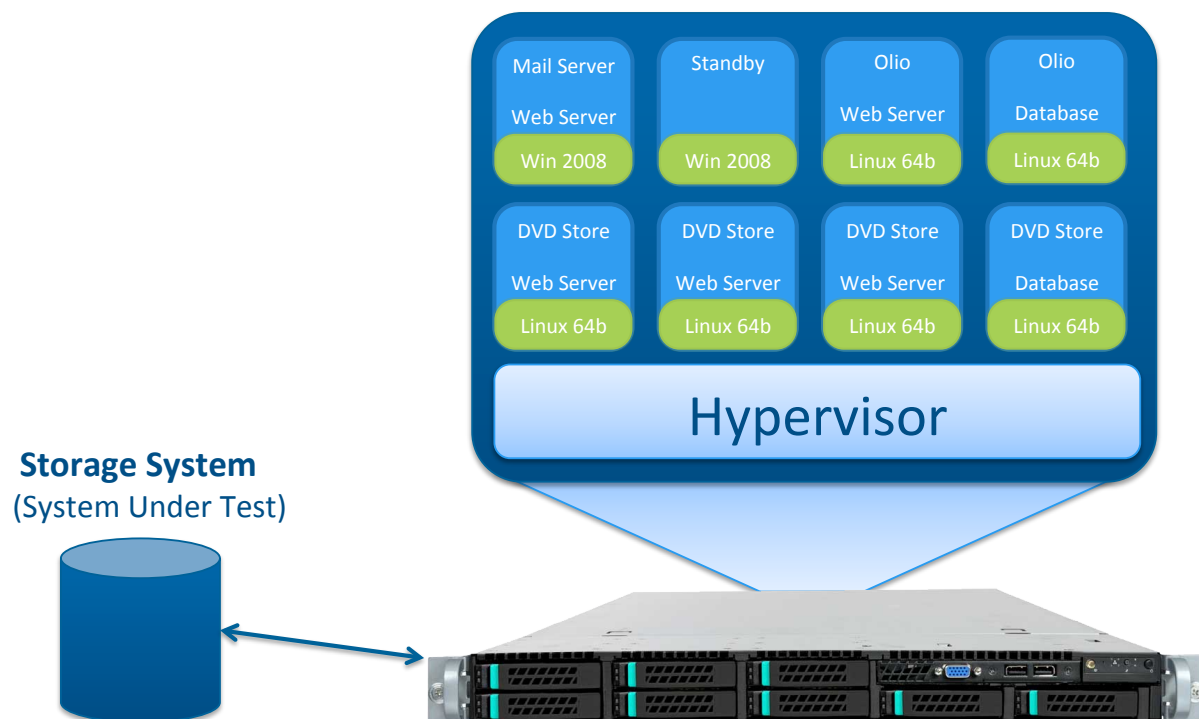 Mail Server
Web Server
Win 2008
Standby
Win 2008
Olio
Web Server
Linux 64b
Olio
Database
Linux 64b
DVD Store
Web Server
Linux 64b
DVD Store
Web Server
Linux 64b
DVD Store
Web Server
Linux 64b
DVD Store
Database
Linux 64b
Hypervisor
Storage System
(System Under Test)